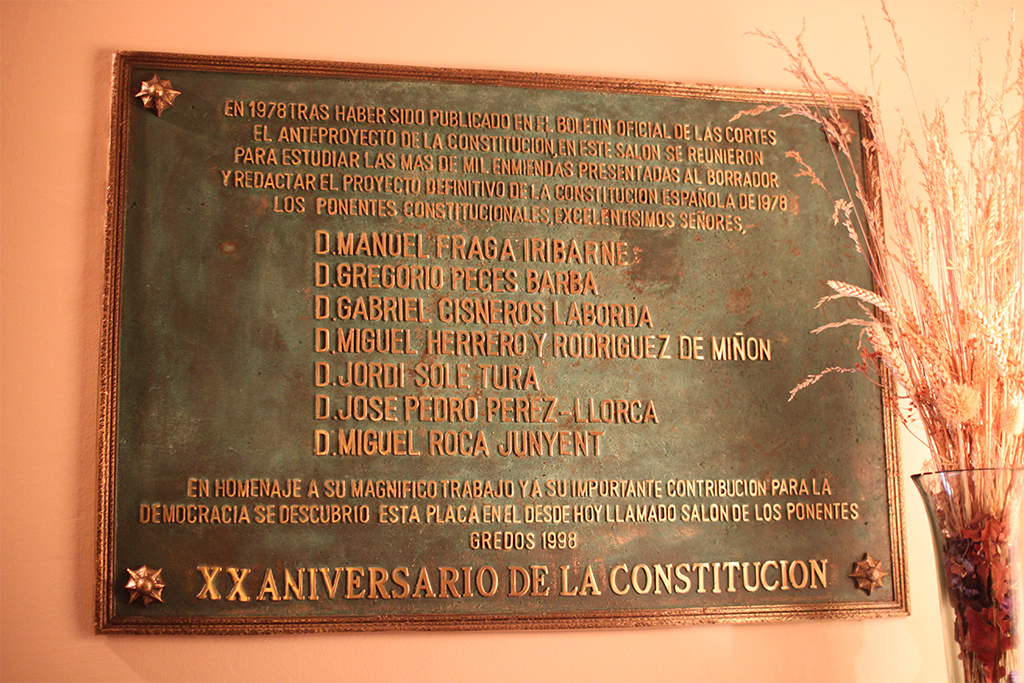 EN 1978 TRAS HABER SIDO PUBLICADO EN EL BOLETIN OFICIAL DE LAS CORTES
EL ANTEPROYECTO DE LA CONSTITUCION, EN ESTE SALON SE REUNIERON
PARA ESTUDIAR LAS MAS DE MIL ENMIENDAS PRESENTADAS AL BORRADOR
Y REDACTAR EL PROYECTO DEFINITIVO DE LA CONSTITUCION ESPAÑOLA DE 1978
LOS PONENTES CONSTITUCIONALES, EXCELENTISIMOS SEÑORES,
D. MANUEL FRAGA IRIBARNE
D. GREGORIO PECES BARBA
D. GABRIEL CISNEROS LABORDA
D. MIGUEL HERRERO Y RODRIGUEZ DE MIÑON
D. JORDI SOLE TURA
D. JOSE PEDRO PEREZ-LLORCA
D. MIGUEL ROCA JUNYENT
EN HOMENAJE A SU MAGNIFICO TRABAJO Y A SU IMPORTANTE CONTRIBUCION PARA LA
DEMOCRACIA SE DESCUBRIO ESTA PLACA EN EL DESDE HOY LLAMADO SALON DE LOS PONENTES
GREDOS 1998
XX ANIVERSARIO DE LA CONSTITUCION